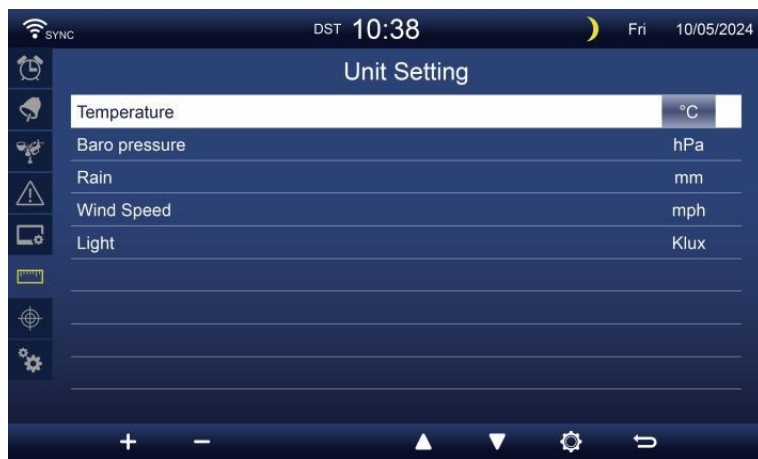 SYNC DST 10:38 Fri 10/05/2024
Unit Setting
Temperature °C
Baro pressure hPa
Rain mm
Wind Speed mph
Light Klux